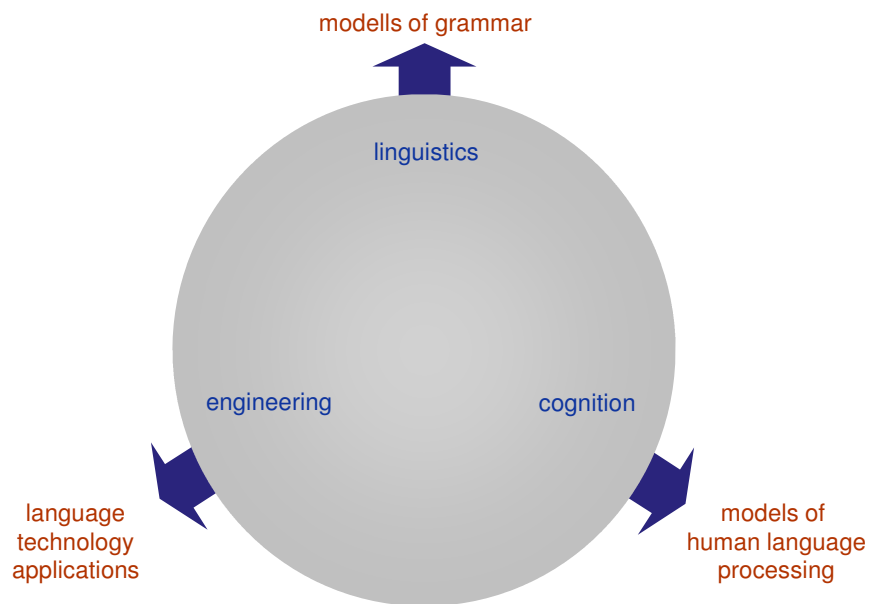 modells of grammar
linguistics
engineering
cognition
language
technology
applications
models of
human language
processing